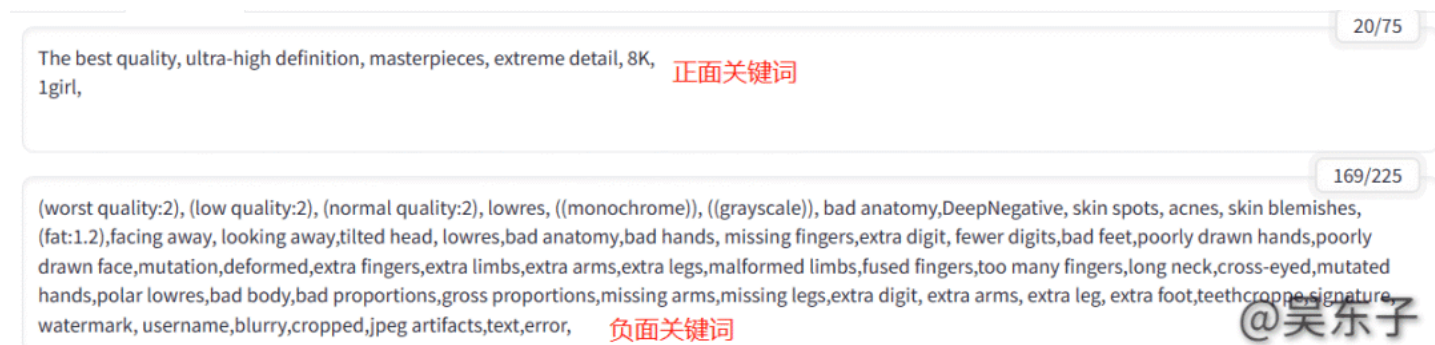 20/75
The best quality, ultra-high definition, masterpieces, extreme detail, 8K,
正面关键词
1girl,
169/225
(worst quality:2), (low quality:2), (normal quality:2), lowres, ((monochrome)), ((grayscale)), bad anatomy,DeepNegative, skin spots, acnes, skin blemishes,
(fat:1.2),facing away, looking away,tilted head, lowres,bad anatomy,bad hands, missing fingers,extra digit, fewer digits,bad feet,poorly drawn hands,poorly
drawn face,mutation,deformed,extra fingers,extra limbs,extra arms,extra legs,malformed limbs,fused fingers,too many fingers,long neck,cross-eyed,mutated
hands,polar lowres,bad body,bad proportions,gross proportions,missing arms,missing legs,extra digit, extra arms, extra leg, extra foot,teethcroppe,signature,
watermark, username,blurry,cropped,jpeg artifacts,text,error,
负面关键词
@吴东子